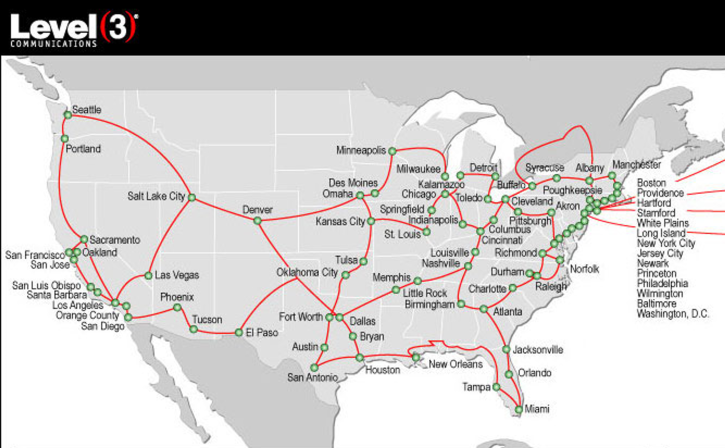 Level(3)®
COMMUNICATIONS
Seattle
Portland
Minneapolis
Milwaukee
Detroit
Syracuse
Albany
Manchester
Des Moines
Kalamazoo
Buffalo
Poughkeepsie
Salt Lake City
Omaha
Chicago
Toledo
Cleveland
Akron
Denver
Springfield
Indianapolis
Pittsburgh
Kansas City
St. Louis
Columbus
Cincinnati
Boston
Providence
Hartford
Stamford
White Plains
Long Island
New York City
Jersey City
Newark
Princeton
Philadelphia
Wilmington
Baltimore
Washington, D.C.
Sacramento
San Francisco
Oakland
San Jose
Las Vegas
Oklahoma City
Tulsa
Louisville
Nashville
Richmond
Norfolk
San Luis Obispo
Santa Barbara
Los Angeles
Orange County
San Diego
Phoenix
Tucson
El Paso
Memphis
Little Rock
Birmingham
Durham
Charlotte
Raleigh
Atlanta
Fort Worth
Dallas
Austin
Bryan
San Antonio
Houston
New Orleans
Jacksonville
Orlando
Tampa
Miami